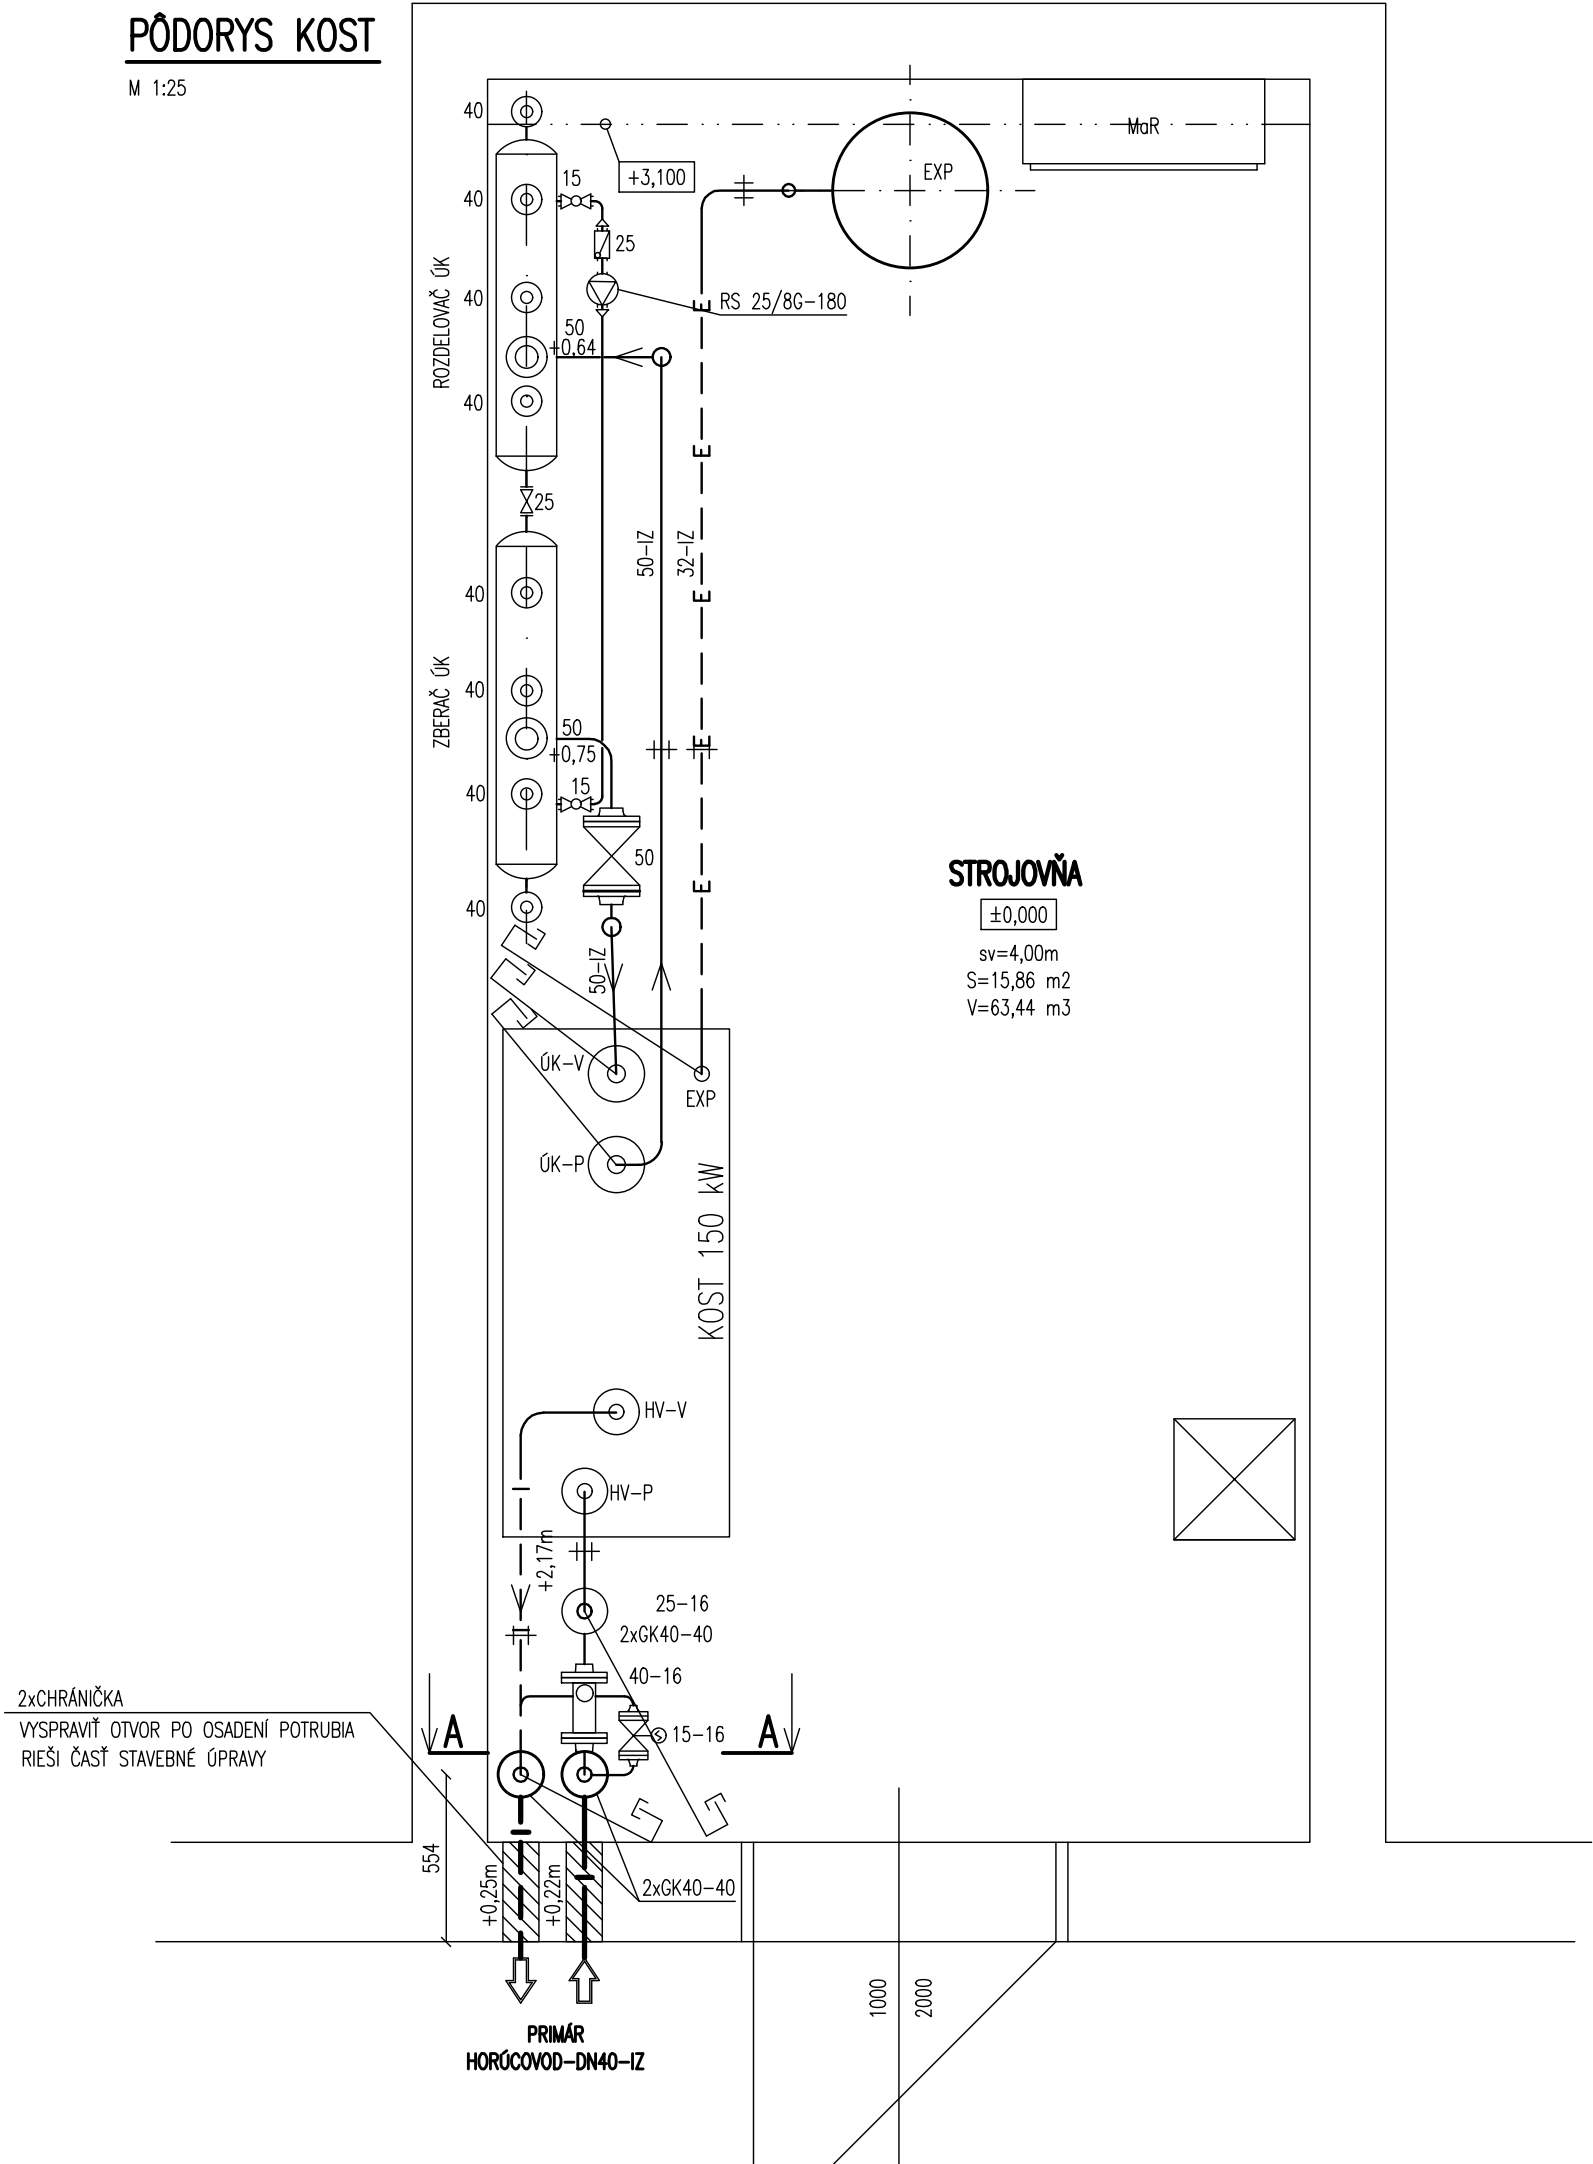 PÔDORYS KOST
M 1:25
40
MaR
EXP
15
+3,100
40
25
ROZDELOVAČ ÚK
40
RS 25/8G-180
50
+0,64
40
25
50-IZ
32-IZ
40
ZBERAČ ÚK
40
50
+0,75
15
40
50
STROJOVŇA
±0,000
40
sv=4,00m
50-IZ
S=15,86 m2
V=63,44 m3
ÚK-V
EXP
ÚK-P
KOST 150 kW
HV-V
HV-P
+2,17m
25-16
2xGK40-40
40-16
2xCHRÁNIČKA
VYSPRAVIŤ OTVOR PO OSADENÍ POTRUBIA
RIEŠI ČASŤ STAVEBNÉ ÚPRAVY
A
15-16
A
554
+0,25m
+0,22m
2xGK40-40
1000
2000
PRIMÁR
HORÚCOVOD-DN40-IZ